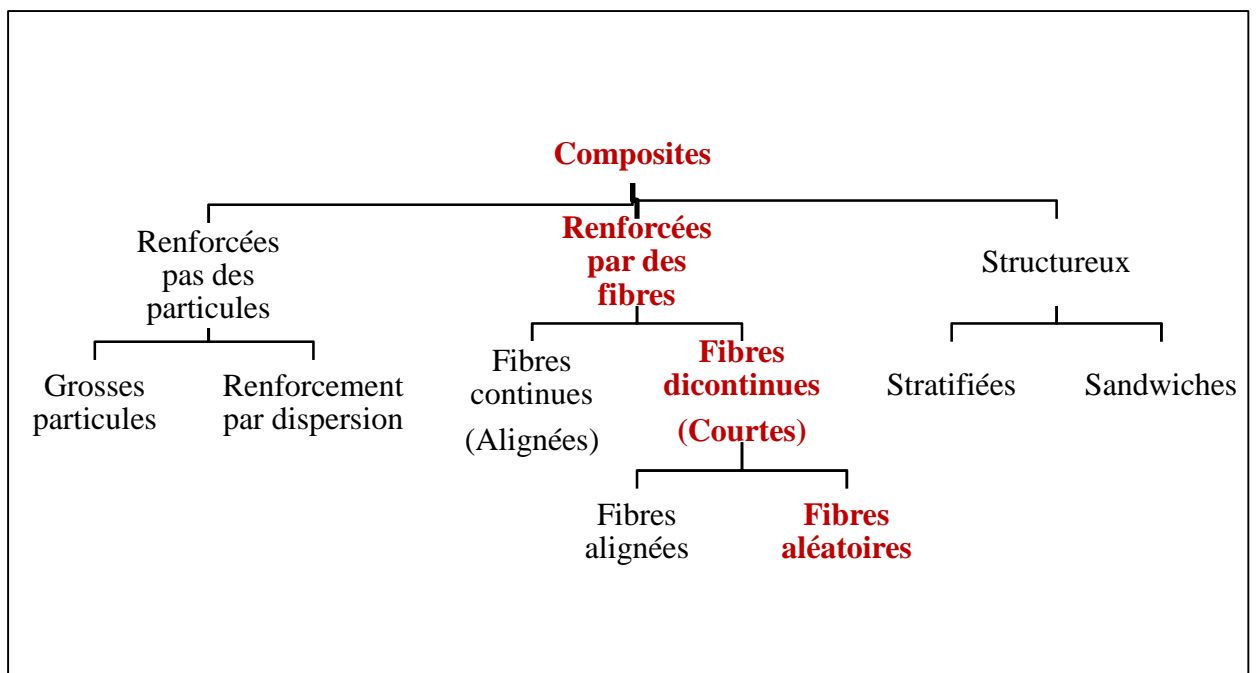 Composites
Renforcées
pas des
particules
Renforcées
par des
fibres
Structureux
Grosses
particules
Renforcement
par dispersion
Fibres
continues
(Alignées)
Fibres
dicontinues
(Courtes)
Stratifiées
Sandwiches
Fibres
alignées
Fibres
aléatoires